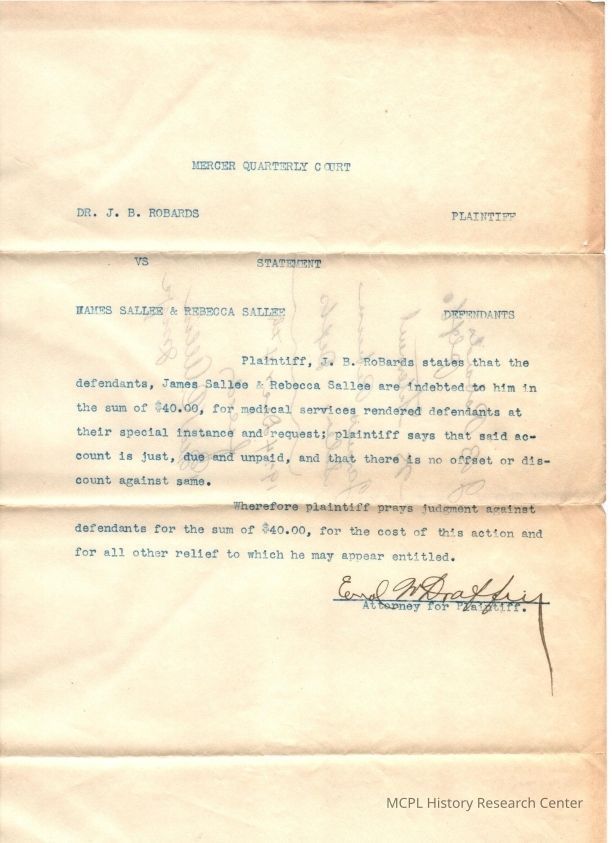 MERCER QUARTERLY COURT
DR. J. B. ROBARDS PLAINTIFF
VS STATEMENT
HAMES SALLEE & REBECCA SALLEE DEFENDANTS
Plaintiff, J. B. RoBards states that the
defendants, James Sallee & Rebecca Sallee are indebted to him in
the sum of $40.00, for medical services rendered defendants at
their special instance and request; plaintiff says that said ac-
count is just, due and unpaid, and that there is no offset or dis-
count against same.
Wherefore plaintiff prays judgment against
defendants for the sum of $40.00, for the cost of this action and
for all other relief to which he may appear entitled.
Attorney for Plaintiff.
MCPL History Research Center